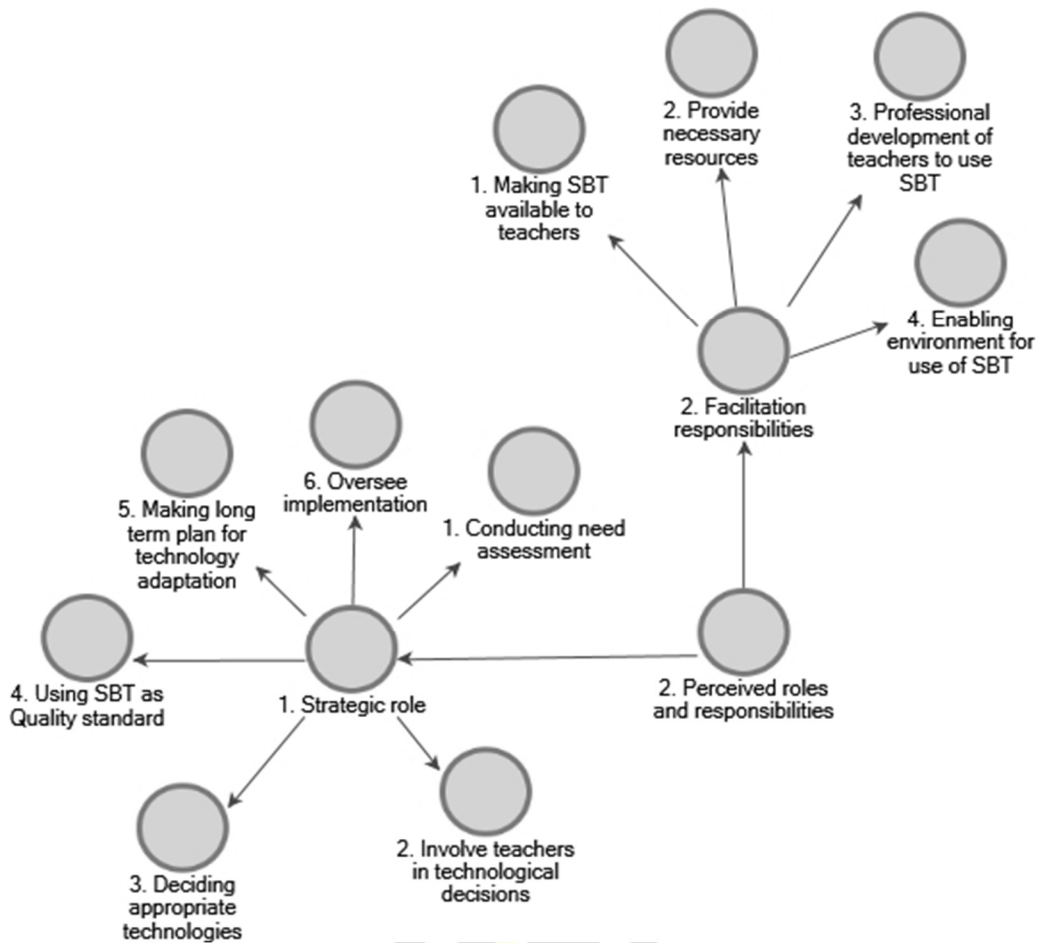 2. Provide
necessary
resources
3. Professional
development of
teachers to use
SBT
1. Making SBT
available to
teachers
4. Enabling
environment for
use of SBT
2. Facilitation
responsibilities
6. Oversee
implementation
5. Making long
term plan for
technology
adaptation
1. Conducting need
assessment
4. Using SBT as
Quality standard
1. Strategic role
2. Perceived roles
and responsibilities
2. Involve teachers
in technological
decisions
3. Deciding
appropriate
technologies